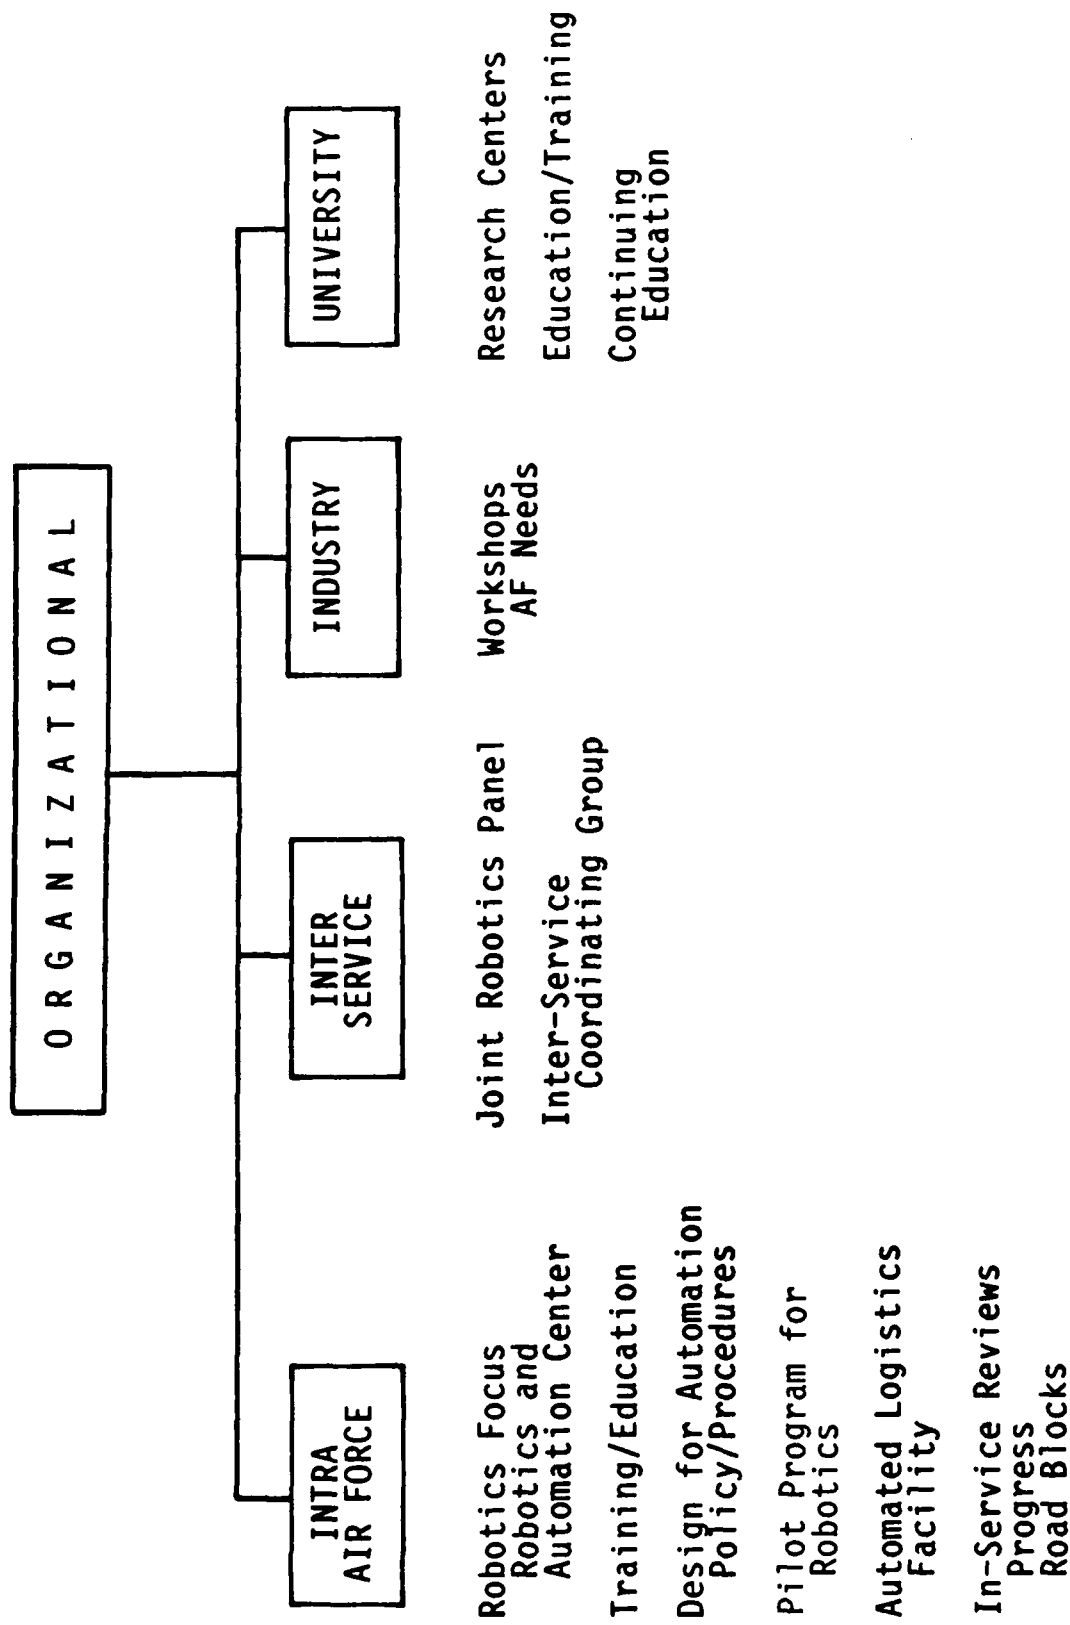 O R G A N I Z A T I O N A L
INTRA
AIR FORCE
Robotics Focus
Robotics and
Automation Center
Training/Education
Design for Automation
Policy/Procedures
Pilot Program for
Robotics
Automated Logistics
Facility
In-Service Reviews
Progress
Road Blocks
INTER
SERVICE
Joint Robotics Panel
Inter-Service
Coordinating Group
INDUSTRY
Workshops
AF Needs
UNIVERSITY
Research Centers
Education/Training
Continuing
Education